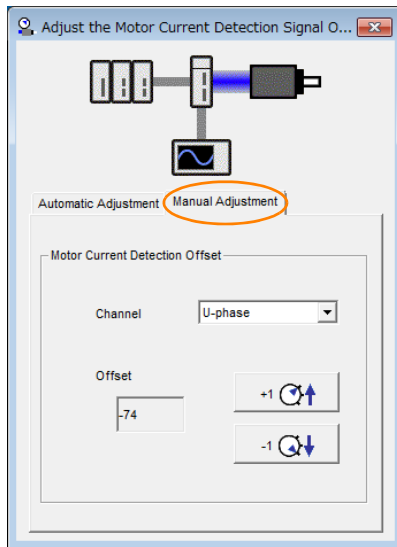 Adjust the Motor Current Detection Signal O...
Automatic Adjustment
Manual Adjustment
Motor Current Detection Offset
Channel
U-phase
Offset
-74
+1
-1